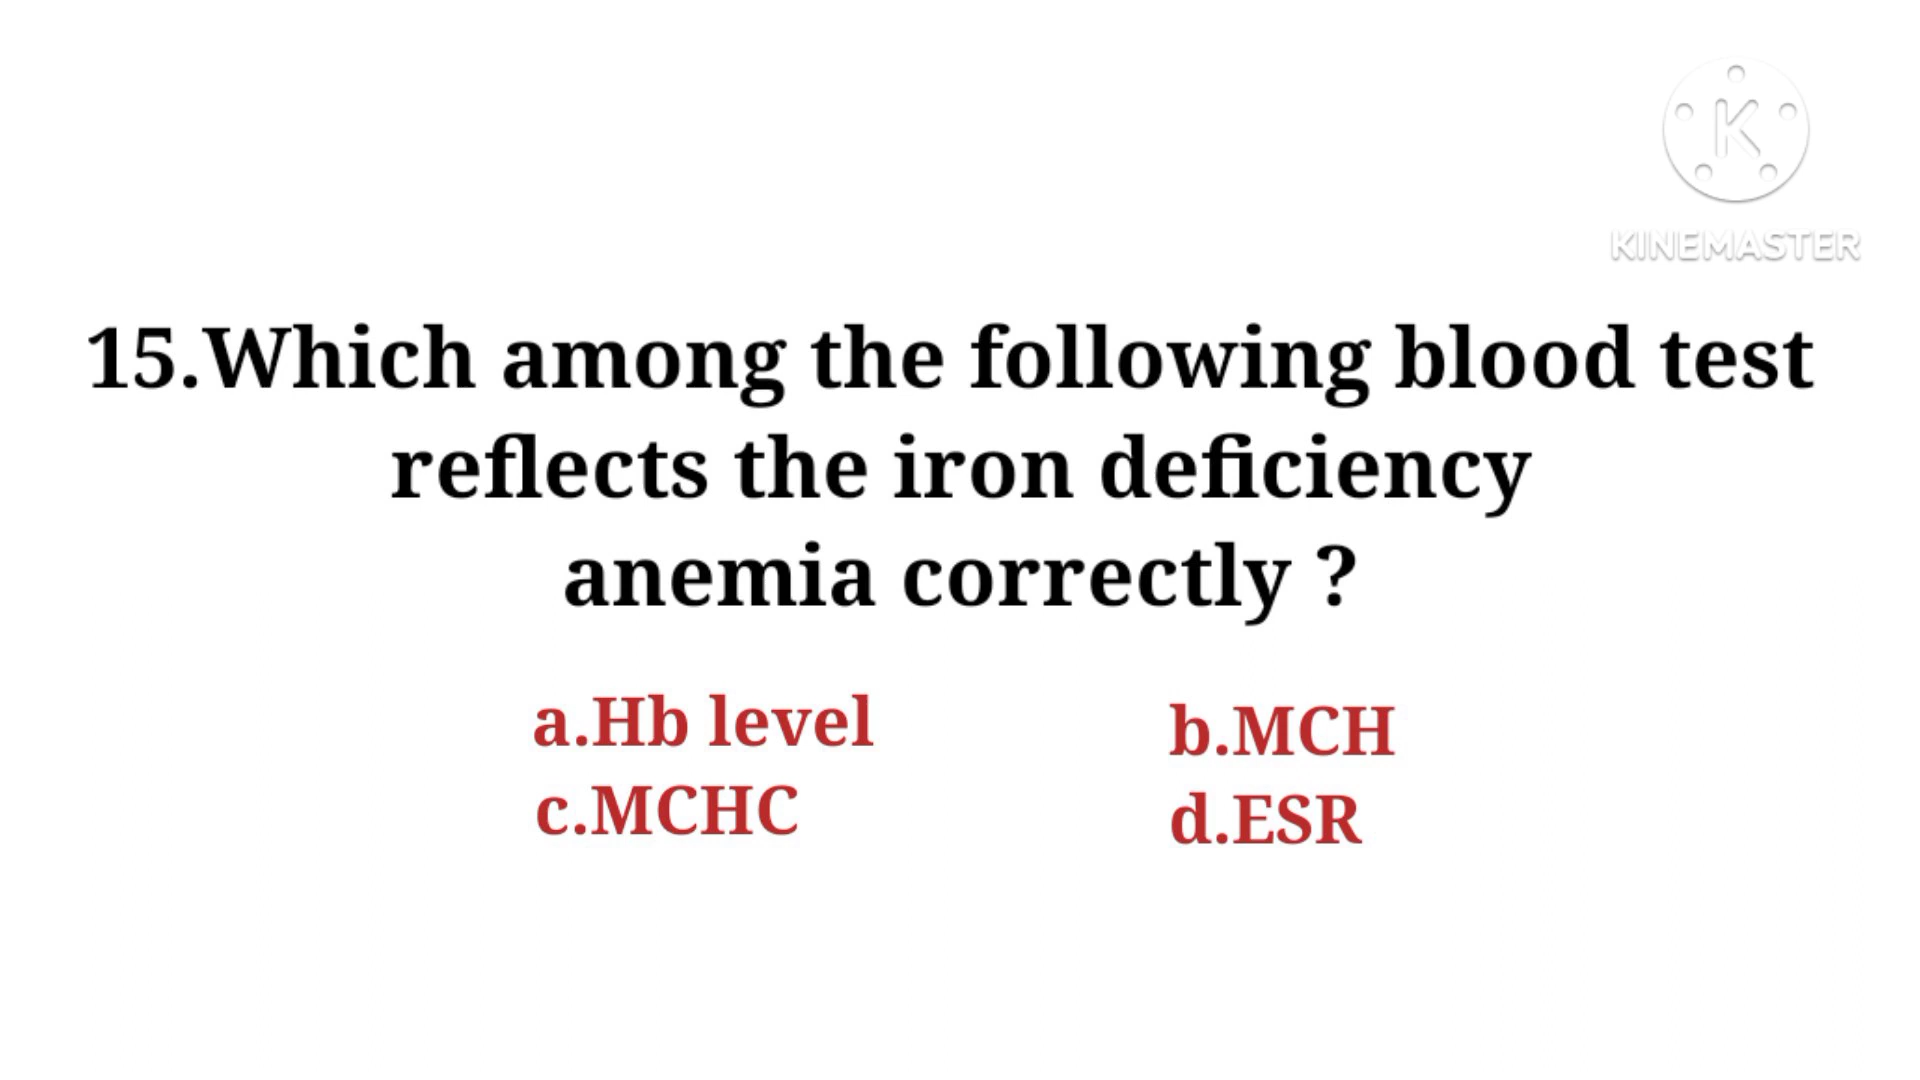 KINEMASTER
15.Which among the following blood test
reflects the iron deficiency
anemia correctly ?
a.Hb level
b.MCH
c.MCHC
d.ESR